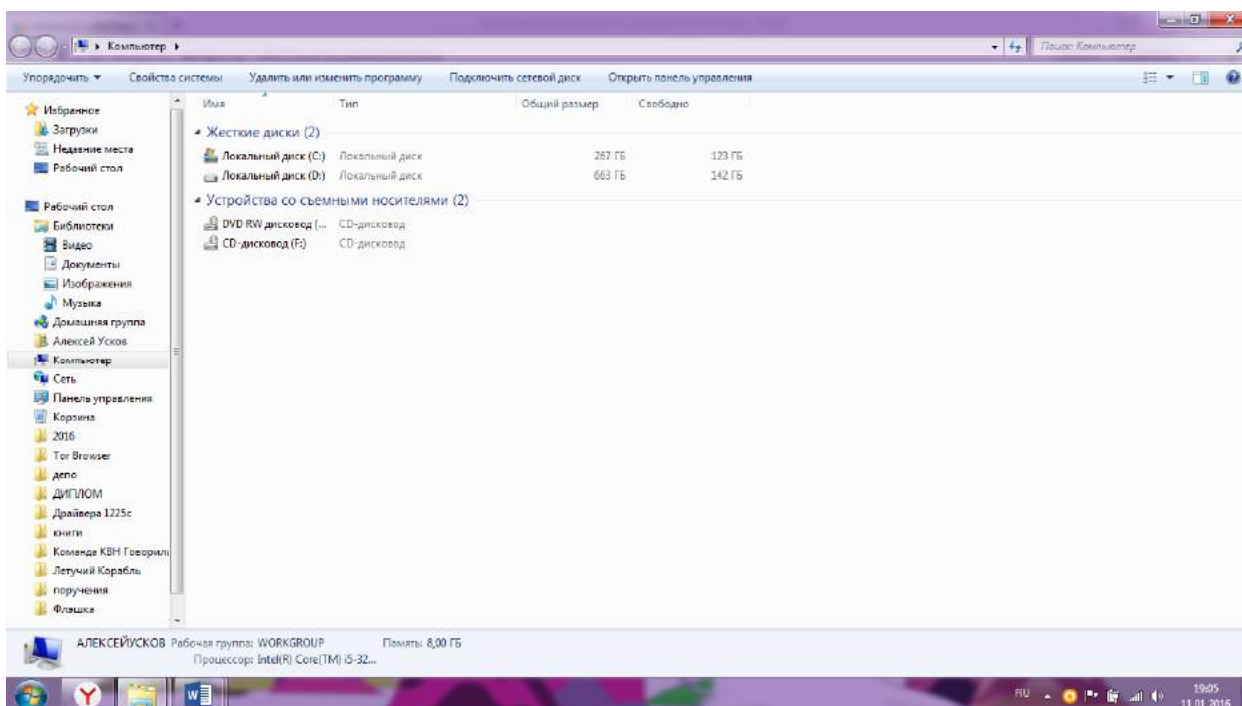 Компьютер
Поиск: Компьютер
Упорядочить Свойства системы Удалить или изменить программу Подключить сетевой диск Открыть панель управления
Избранное
Загрузки
Недавние места
Рабочий стол
Рабочий стол
Библиотеки
Видео
Документы
Изображения
Музыка
Домашняя группа
Алексей Усков
Компьютер
Сеть
Панель управления
Корзина
2016
Tor Browser
депо
ДИПЛОМ
Драйвера 1225с
книги
Команда КВН Говорил
Летучий Корабль
поручения
Флэшка
Имя Тип Общий размер Свободно
Жесткие диски (2)
Локальный диск (C:) Локальный диск 267 ГБ 123 ГБ
Локальный диск (D:) Локальный диск 663 ГБ 142 ГБ
Устройства со съемными носителями (2)
DVD RW дисковод (... CD-дисковод
CD-дисковод (F:) CD-дисковод
АЛЕКСЕЙУСКОВ Рабочая группа: WORKGROUP Память: 8,00 ГБ
Процессор: Intel(R) Core(TM) i5-32...
RU
19:05
11.01.2016